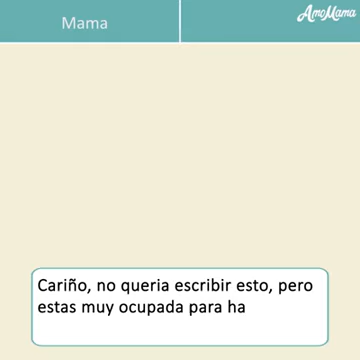 Mama
AmoMama
Cariño, no queria escribir esto, pero
estas muy ocupada para ha